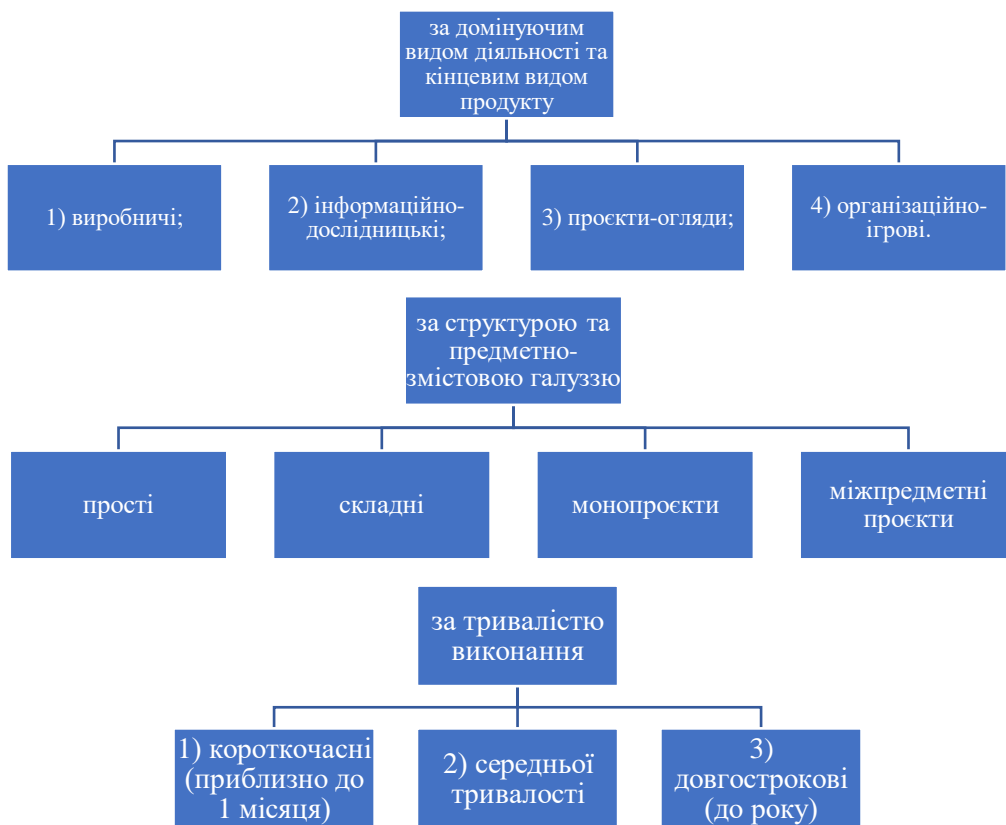 за домінуючим
видом діяльності та
кінцевим видом
продукту
1) виробничі;
2) інформаційно-
дослідницькі;
3) проєкти-огляди;
4) організаційно-
ігрові.
за структурою та
предметно-
змістовою галуззю
прості
складні
монопроєкти
міжпредметні
проєкти
за тривалістю
виконання
1) короткочасні
(приблизно до
1 місяця)
2) середньої
тривалості
3)
довгострокові
(до року)